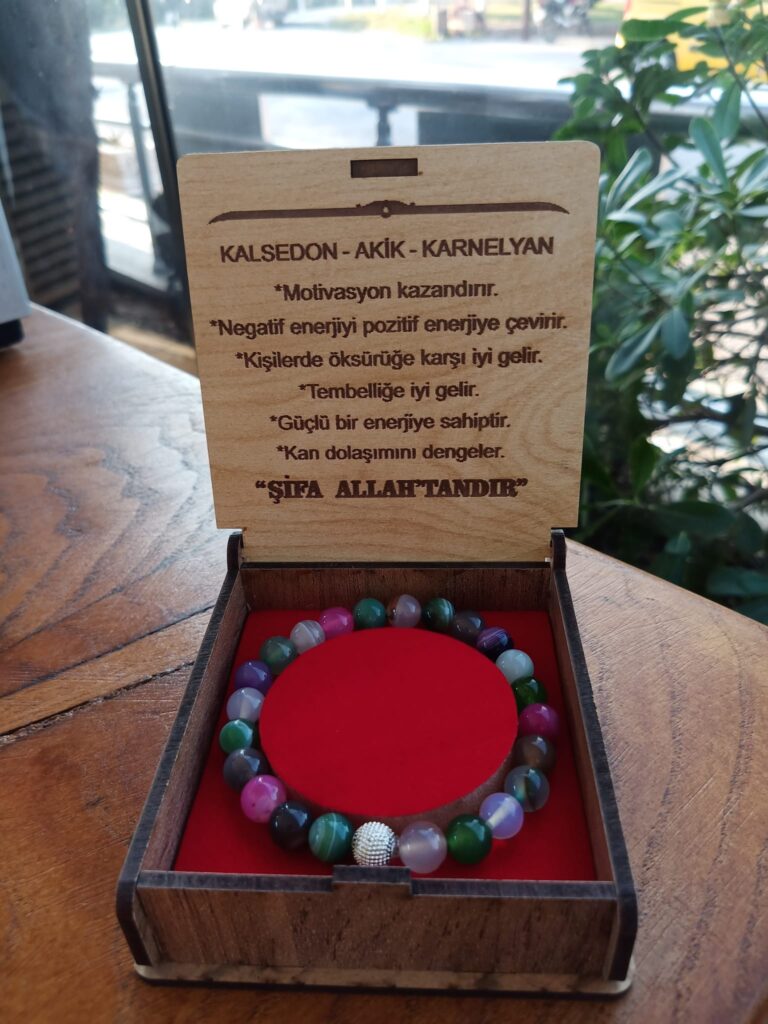 KALSEDON - AKİK - KARNELYAN
*Motivasyon kazandırır.
*Negatif enerjiyi pozitif enerjiye çevirir.
*Kişilerde öksürüğe karşı iyi gelir.
*Tembelliğe iyi gelir.
*Güçlü bir enerjiye sahiptir.
*Kan dolaşımını dengeler.
“ŞİFA ALLAH’TANDIR”